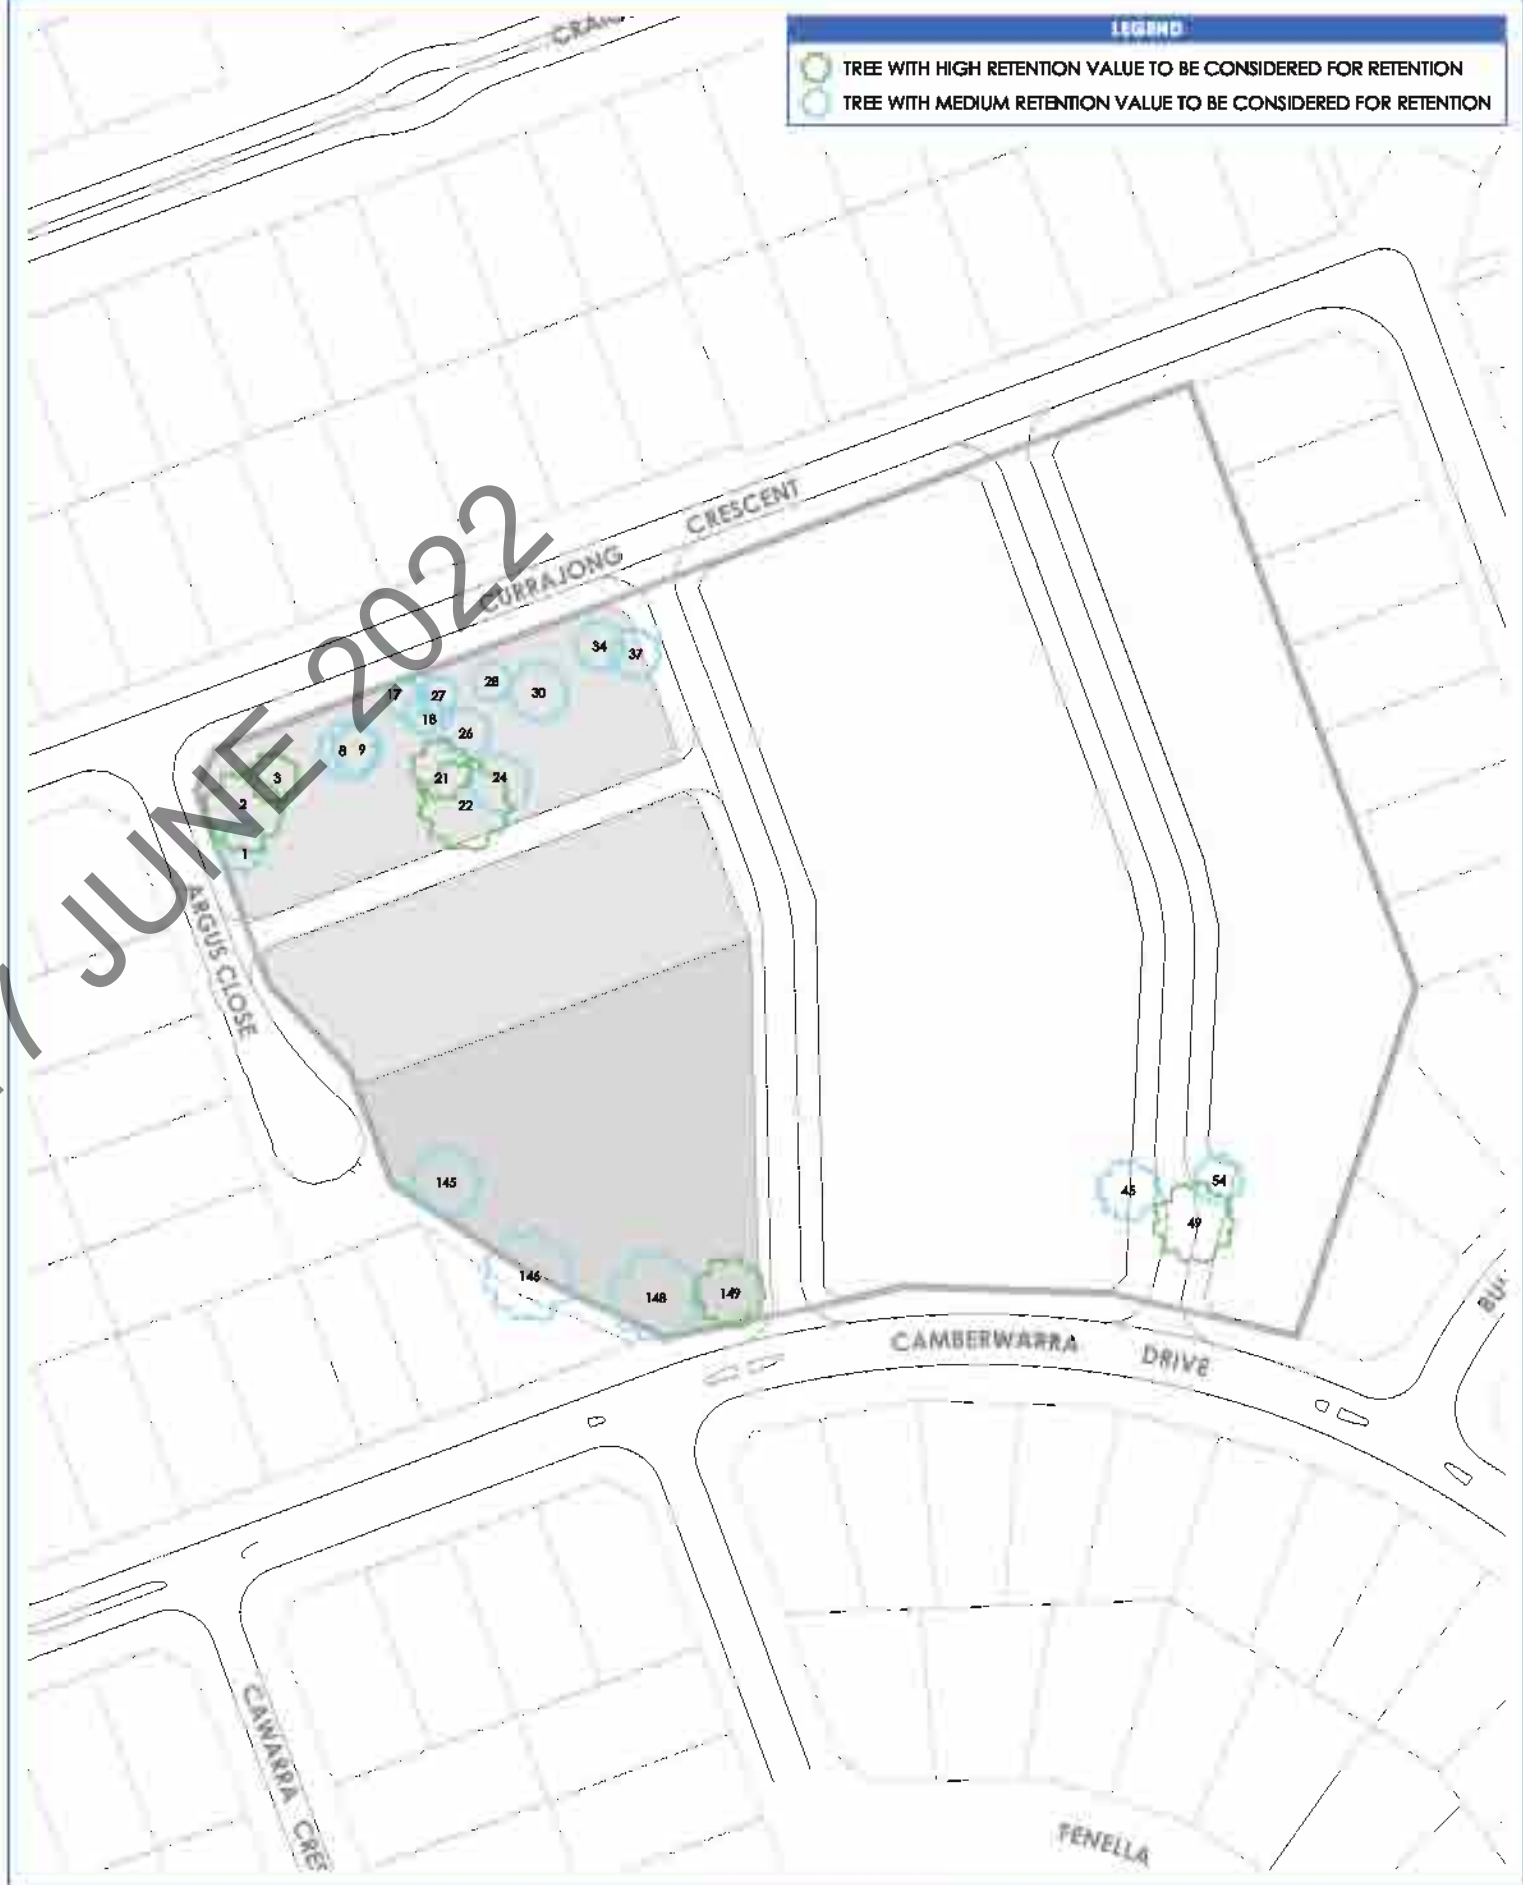 LEGEND
TREE WITH HIGH RETENTION VALUE TO BE CONSIDERED FOR RETENTION
TREE WITH MEDIUM RETENTION VALUE TO BE CONSIDERED FOR RETENTION
CURRAJONG CRESCENT
JUNE 2022
34
37
17
27
28
30
18
26
8
9
3
21
24
2
22
1
ARGUS CLOSE
145
45
54
49
146
148
149
CAMBERWARRA DRIVE
CAWARRA
FENELLA